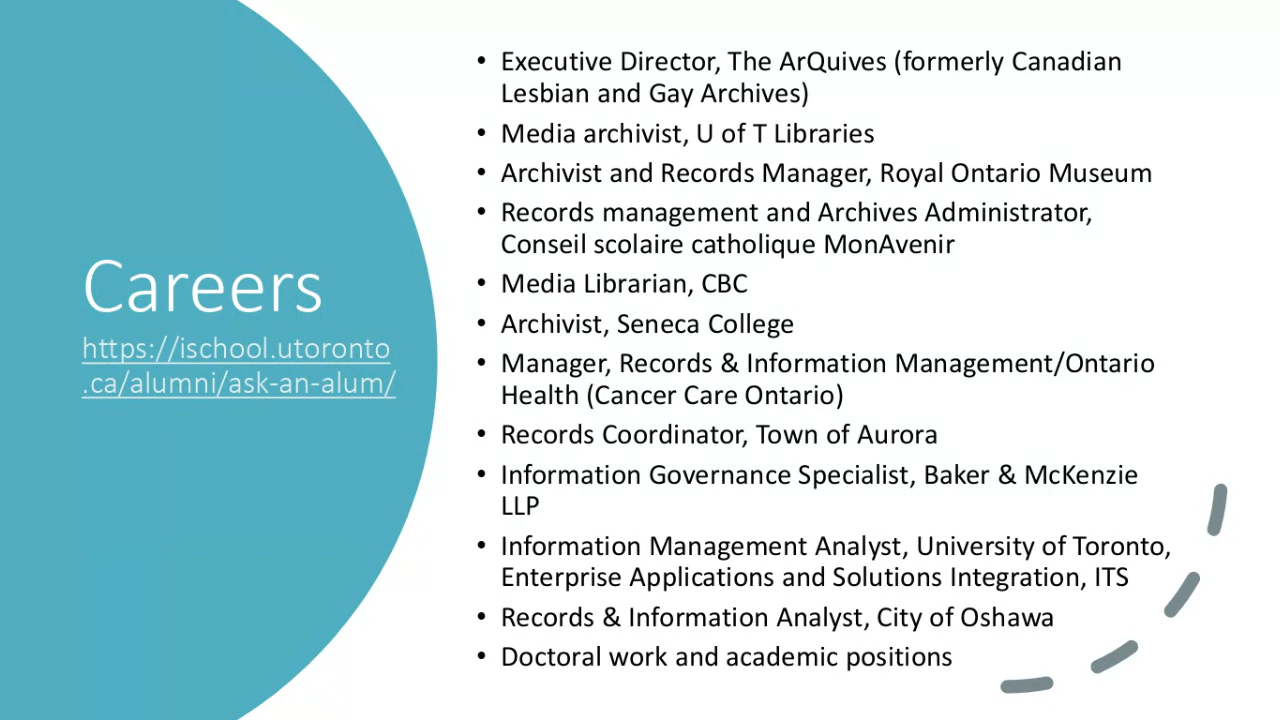 Careers
https://ischool.utoronto
.ca/alumni/ask-an-alum/
• Executive Director, The ArQuives (formerly Canadian
Lesbian and Gay Archives)
• Media archivist, U of T Libraries
• Archivist and Records Manager, Royal Ontario Museum
• Records management and Archives Administrator,
Conseil scolaire catholique MonAvenir
• Media Librarian, CBC
• Archivist, Seneca College
• Manager, Records & Information Management/Ontario
Health (Cancer Care Ontario)
• Records Coordinator, Town of Aurora
• Information Governance Specialist, Baker & McKenzie
LLP
• Information Management Analyst, University of Toronto,
Enterprise Applications and Solutions Integration, ITS
• Records & Information Analyst, City of Oshawa
• Doctoral work and academic positions